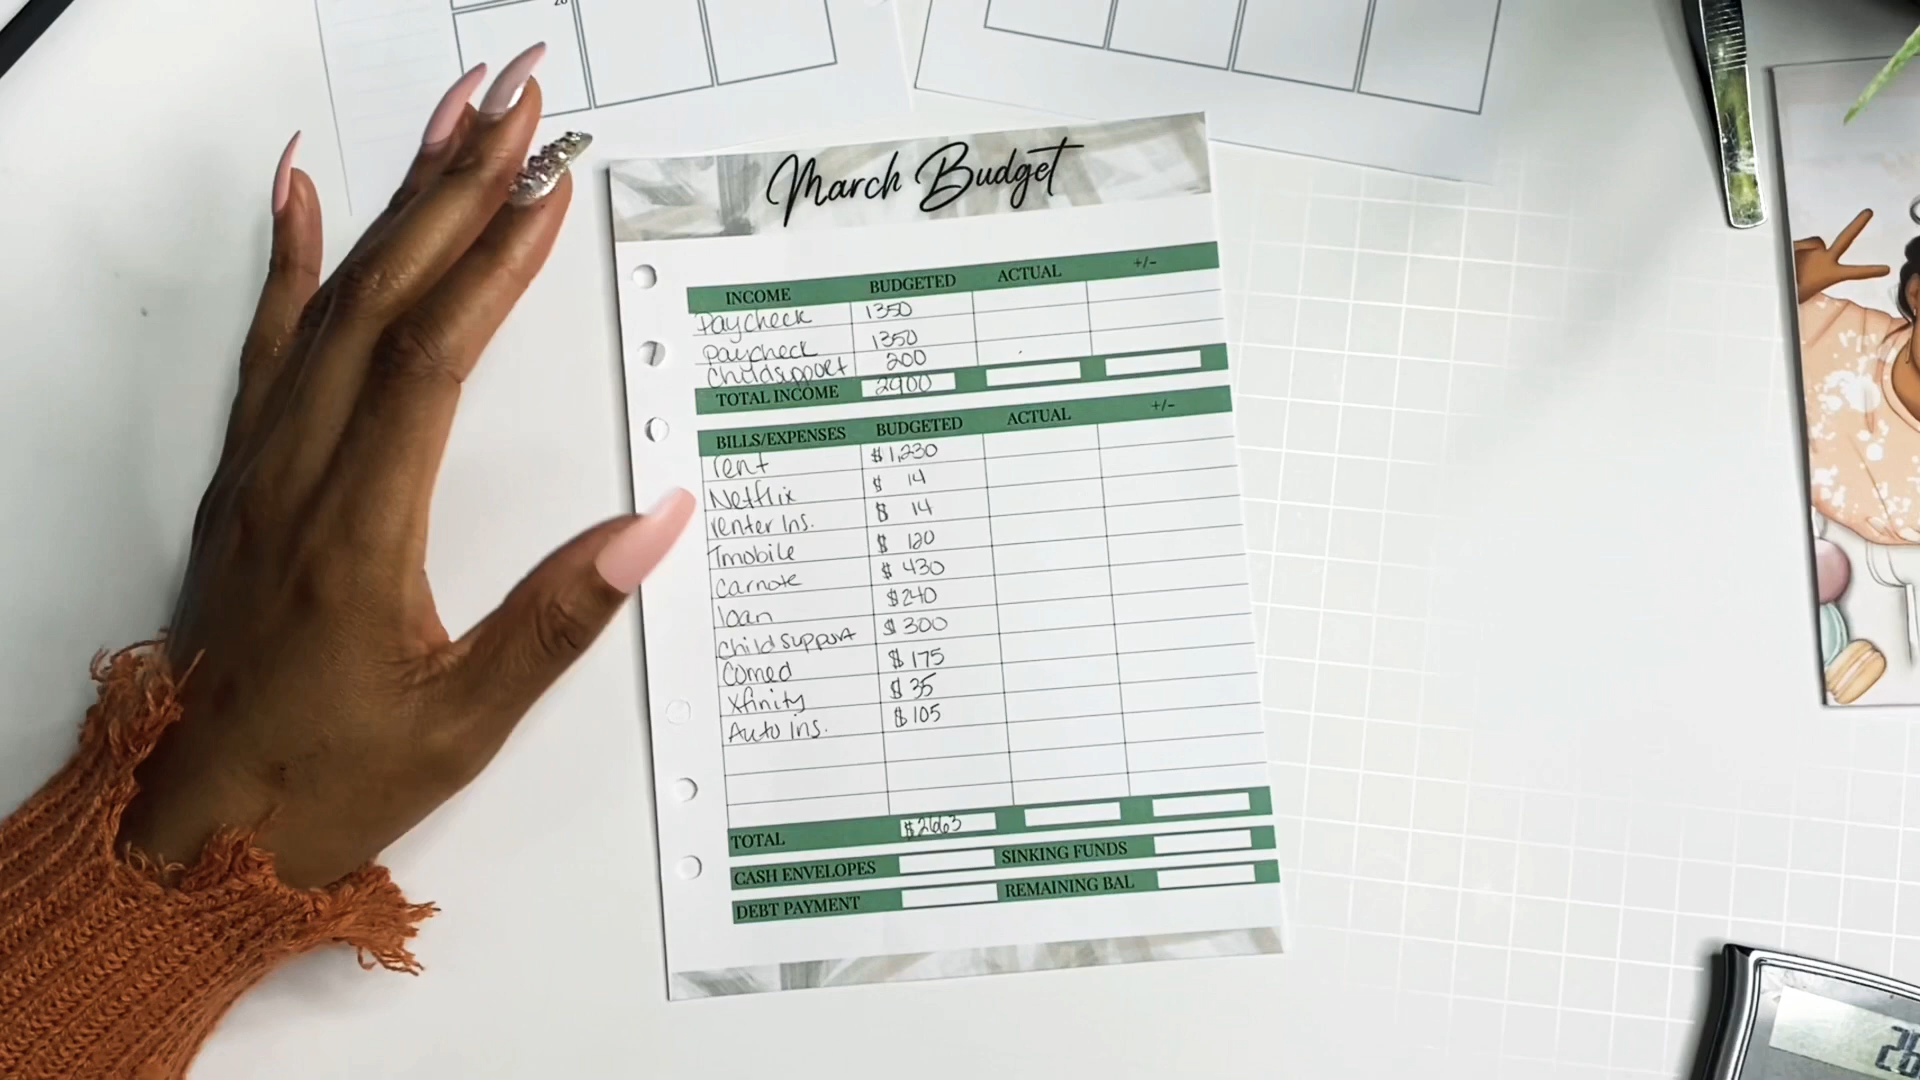 28
March Budget
INCOME BUDGETED ACTUAL +/-
Paycheck 1350
paycheck 1350
Childsupport 200
TOTAL INCOME 2900
BILLS/EXPENSES BUDGETED ACTUAL +/-
rent $1,230
Netflix $ 14
renter Ins. $ 14
Tmobile $ 120
Carnote $ 430
loan $240
child support $ 300
Comed $ 175
Xfinity $ 35
Auto ins. $ 105
TOTAL $2663
CASH ENVELOPES SINKING FUNDS
DEBT PAYMENT REMAINING BAL